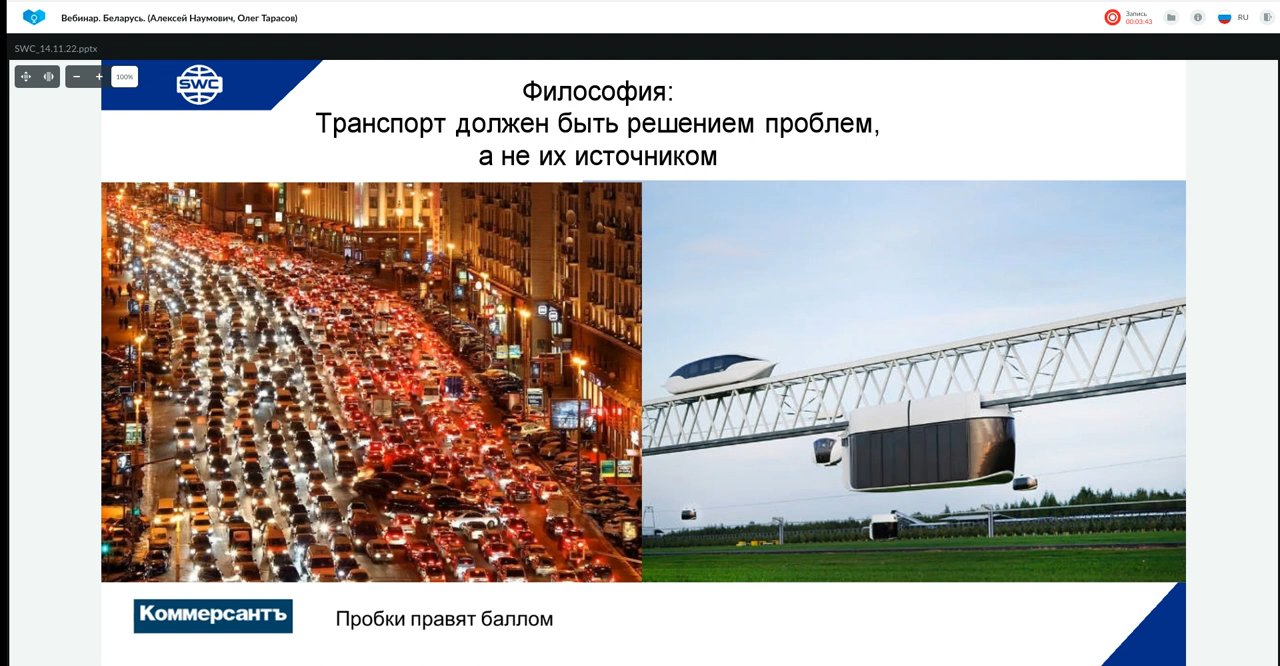 Вебинар. Беларусь. (Алексей Наумович, Олег Тарасов)
Запись
00:03:43
RU
SWC_14.11.22.pptx
100%
SWC
Философия:
Транспорт должен быть решением проблем,
а не их источником
Коммерсантъ
Пробки правят баллом